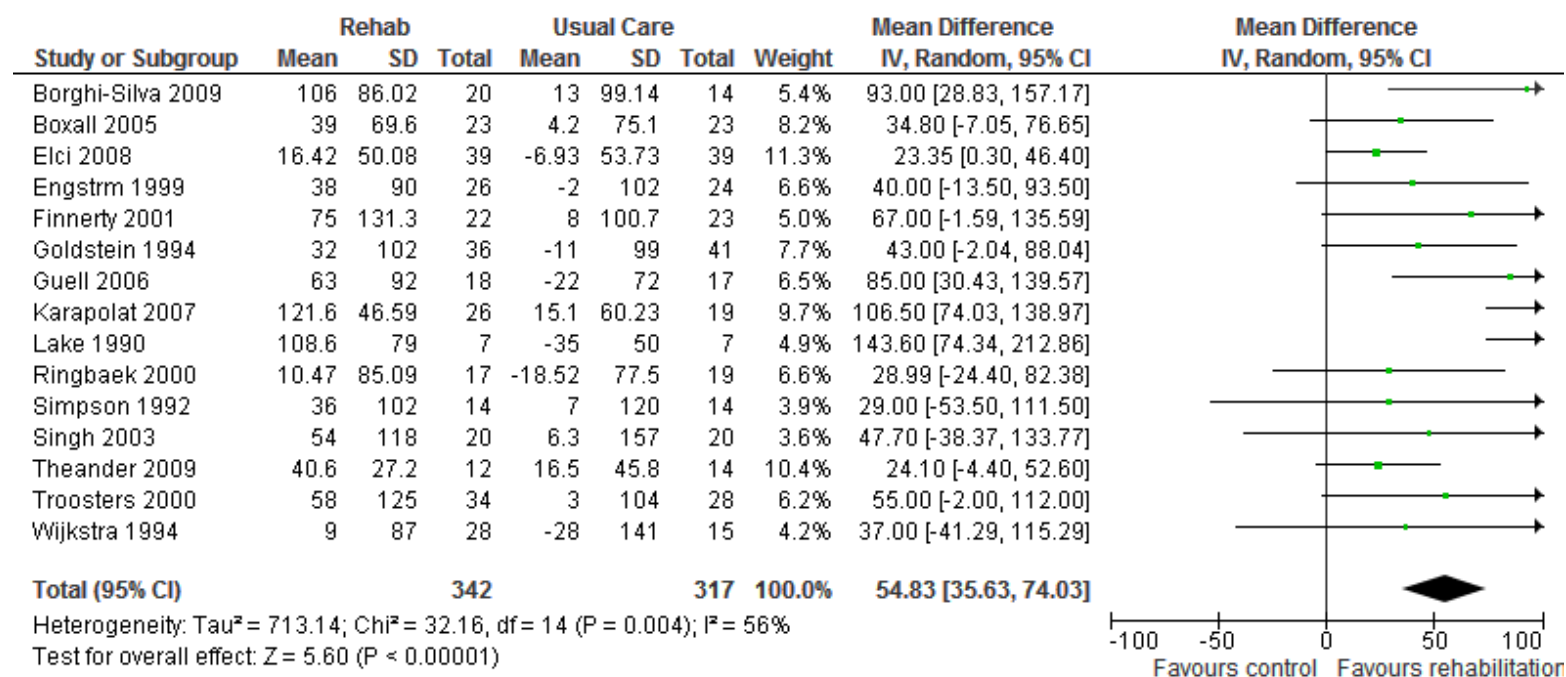 Rehab Usual Care Mean Difference Mean Difference
Study or Subgroup Mean SD Total Mean SD Total Weight IV, Random, 95% CI IV, Random, 95% CI
Borghi-Silva 2009 106 86.02 20 13 99.14 14 5.4% 93.00 [28.83, 157.17]
Boxall 2005 39 69.6 23 4.2 75.1 23 8.2% 34.80 [-7.05, 76.65]
Elci 2008 16.42 50.08 39 -6.93 53.73 39 11.3% 23.35 [0.30, 46.40]
Engstrm 1999 38 90 26 -2 102 24 6.6% 40.00 [-13.50, 93.50]
Finnerty 2001 75 131.3 22 8 100.7 23 5.0% 67.00 [-1.59, 135.59]
Goldstein 1994 32 102 36 -11 99 41 7.7% 43.00 [-2.04, 88.04]
Guell 2006 63 92 18 -22 72 17 6.5% 85.00 [30.43, 139.57]
Karapolat 2007 121.6 46.59 26 15.1 60.23 19 9.7% 106.50 [74.03, 138.97]
Lake 1990 108.6 79 7 -35 50 7 4.9% 143.60 [74.34, 212.86]
Ringbaek 2000 10.47 85.09 17 -18.52 77.5 19 6.6% 28.99 [-24.40, 82.38]
Simpson 1992 36 102 14 7 120 14 3.9% 29.00 [-53.50, 111.50]
Singh 2003 54 118 20 6.3 157 20 3.6% 47.70 [-38.37, 133.77]
Theander 2009 40.6 27.2 12 16.5 45.8 14 10.4% 24.10 [-4.40, 52.60]
Troosters 2000 58 125 34 3 104 28 6.2% 55.00 [-2.00, 112.00]
Wijkstra 1994 9 87 28 -28 141 15 4.2% 37.00 [-41.29, 115.29]
Total (95% CI) 342 317 100.0% 54.83 [35.63, 74.03]
Heterogeneity: Tau² = 713.14; Chi² = 32.16, df = 14 (P = 0.004); I² = 56%
Test for overall effect: Z = 5.60 (P < 0.00001)
-100 -50 0 50 100
Favours control Favours rehabilitation